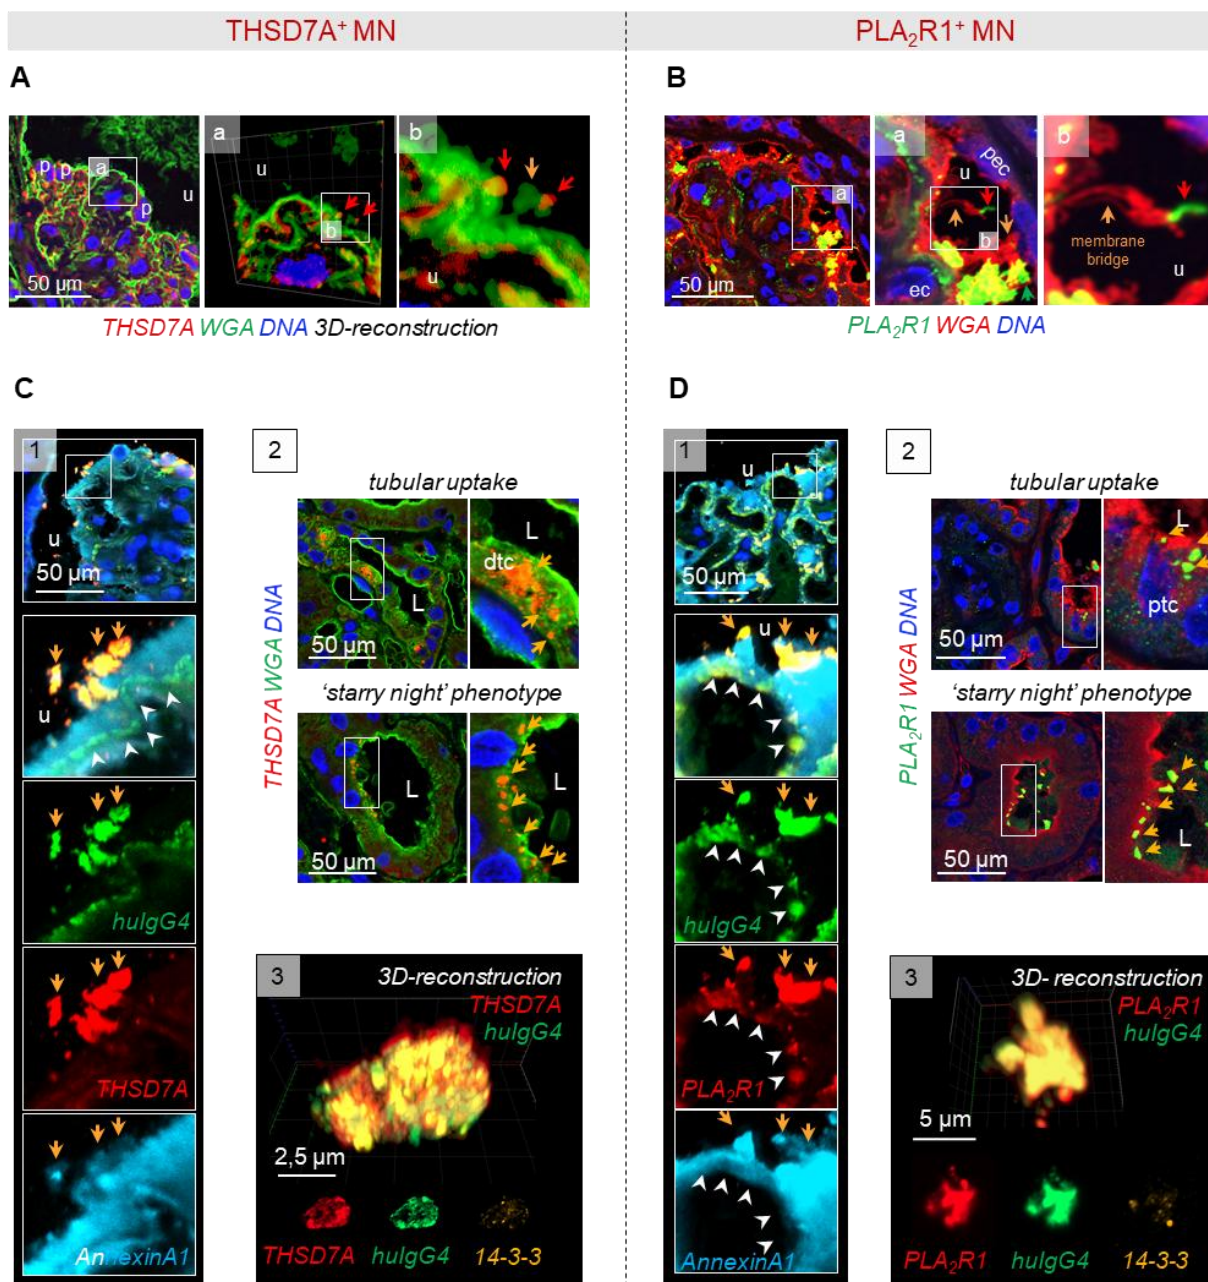 THSD7A⁺ MN
PLA₂R1⁺ MN
A
p p a
p
u
50 µm
a
u
b
u
b
THSD7A WGA DNA 3D-reconstruction
B
a
50 µm
a
pec
u
b
ec
b
membrane
bridge
u
PLA₂R1 WGA DNA
C
1
u
50 µm
u
huIgG4
THSD7A
AnnexinA1
2
THSD7A WGA DNA
tubular uptake
L
50 µm
L
dtc
'starry night' phenotype
L
50 µm
L
3
3D-reconstruction
THSD7A
huIgG4
2,5 µm
THSD7A huIgG4 14-3-3
D
1
u
50 µm
u
huIgG4
PLA₂R1
AnnexinA1
2
PLA₂R1 WGA DNA
tubular uptake
50 µm
L
ptc
'starry night' phenotype
50 µm
L
3
3D- reconstruction
PLA₂R1
huIgG4
5 µm
PLA₂R1 huIgG4 14-3-3